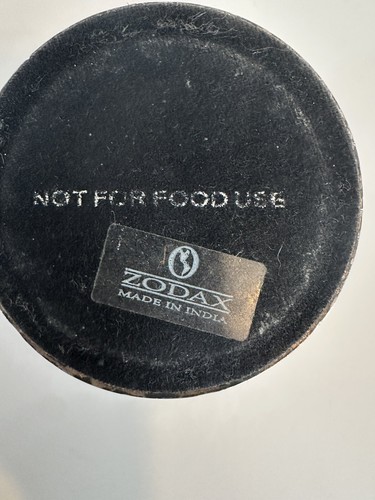 NOT FOR FOOD USE
ZODAX
MADE IN INDIA